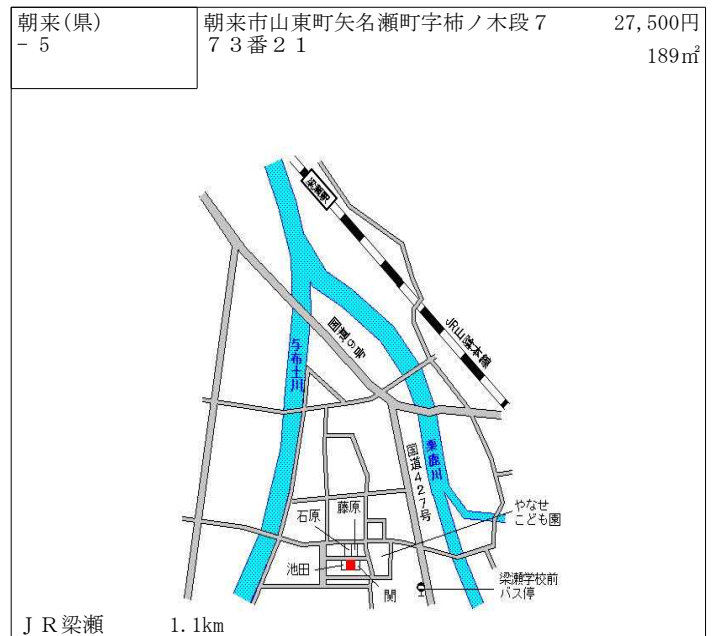 朝来(県)
- 5
朝来市山東町矢名瀬町字柿ノ木段7
73番21
27,500円
189㎡
梁瀬駅
JR山陰本線
国道9号
与布土川
粟鹿川
国道427号
やなせ
こども園
石原
藤原
池田
関
梁瀬学校前
バス停
JR梁瀬 1.1km